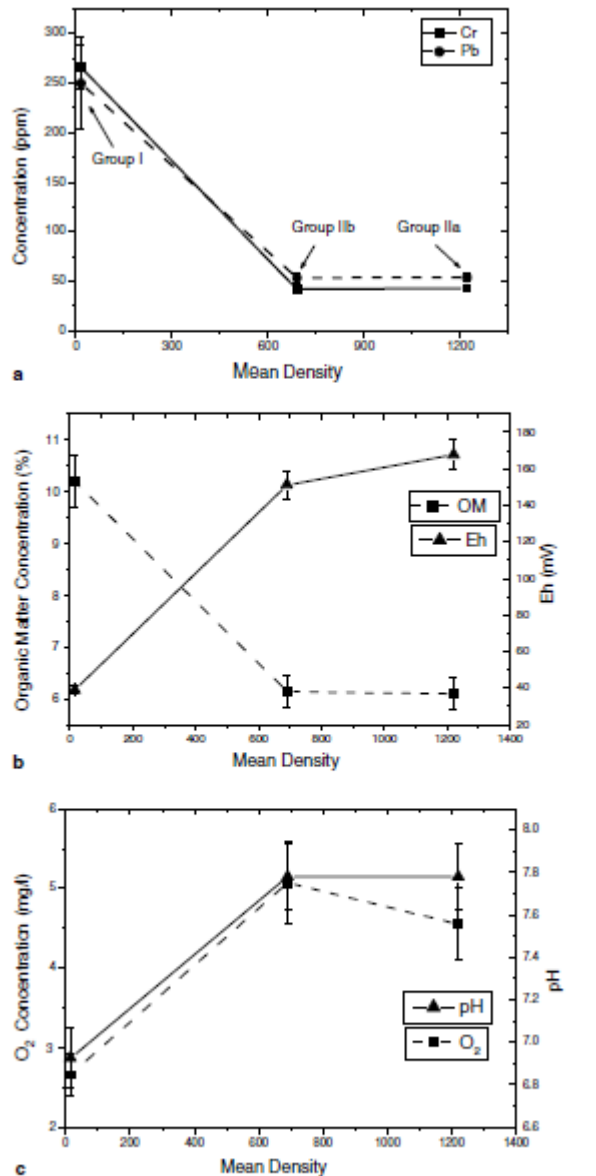 300
250
200
150
100
50
0
Concentration (ppm)
Cr
Pb
Group I
Group IIb
Group IIa
0 300 600 900 1200
Mean Density
a
11
10
9
8
7
6
Organic Matter Concentration (%)
OM
Eh
180
160
140
120
100
80
60
40
20
Eh (mV)
0 200 400 600 800 1000 1200 1400
Mean Density
b
6
5
4
3
2
O₂ Concentration (mg/l)
pH
O₂
8.0
7.8
7.6
7.4
7.2
7.0
6.8
6.6
pH
0 200 400 600 800 1000 1200 1400
Mean Density
c